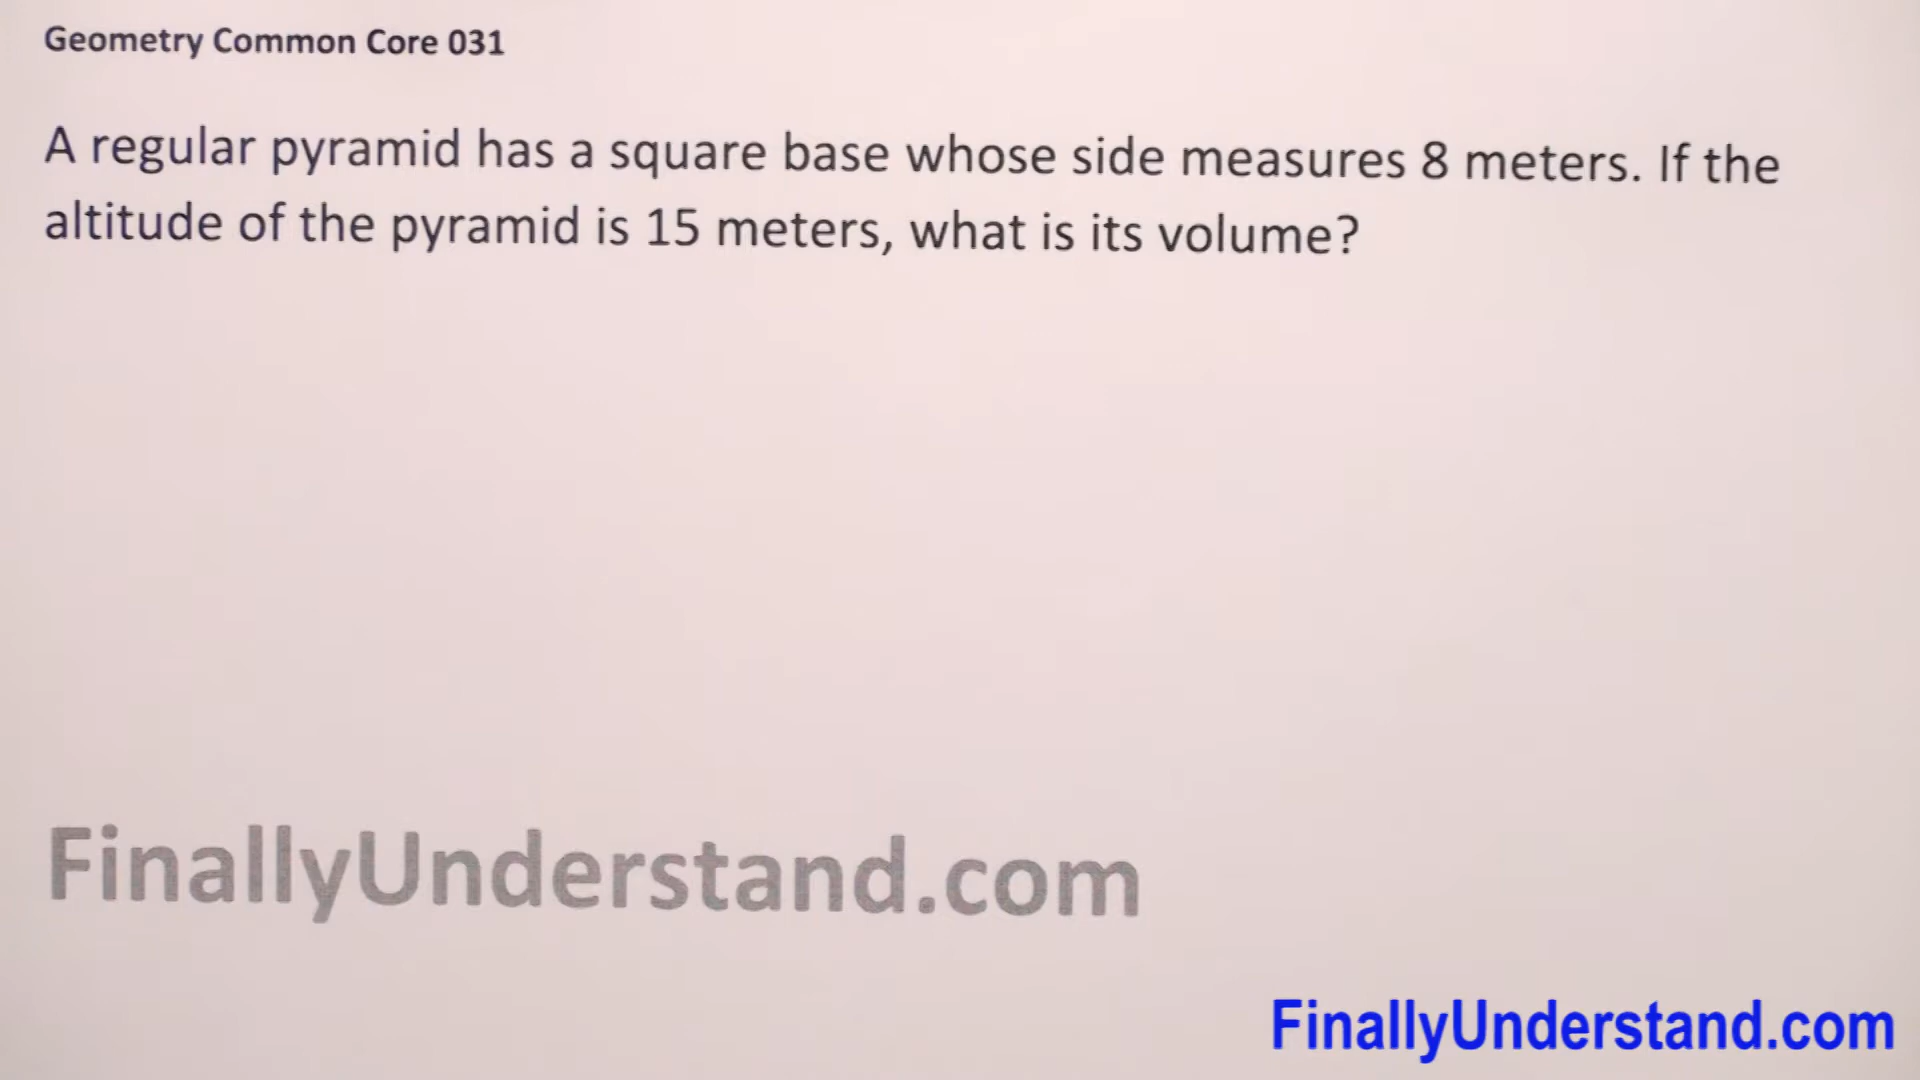 Geometry Common Core 031
A regular pyramid has a square base whose side measures 8 meters. If the
altitude of the pyramid is 15 meters, what is its volume?
FinallyUnderstand.com
FinallyUnderstand.com